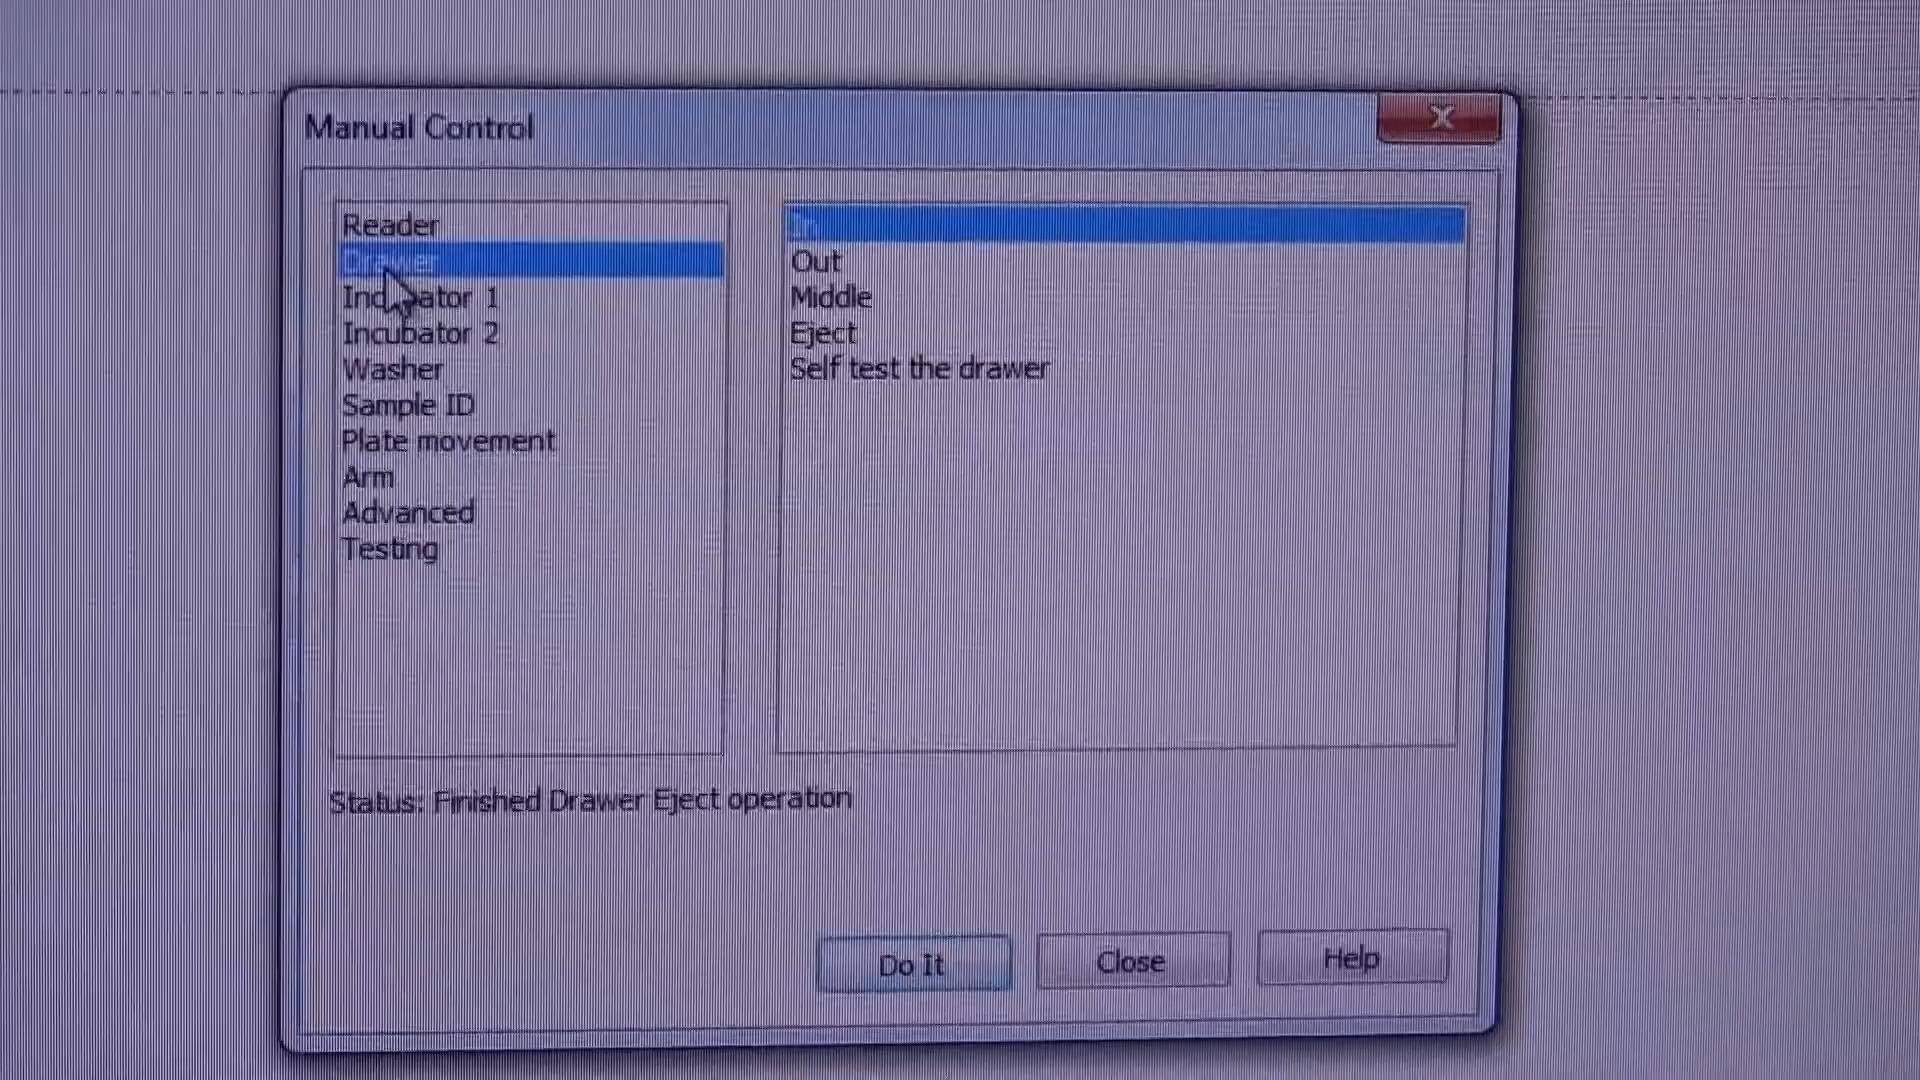 Manual Control
X
Reader
Drawer
Incubator 1
Incubator 2
Washer
Sample ID
Plate movement
Arm
Advanced
Testing
In
Out
Middle
Eject
Self test the drawer
Status: Finished Drawer Eject operation
Do It
Close
Help